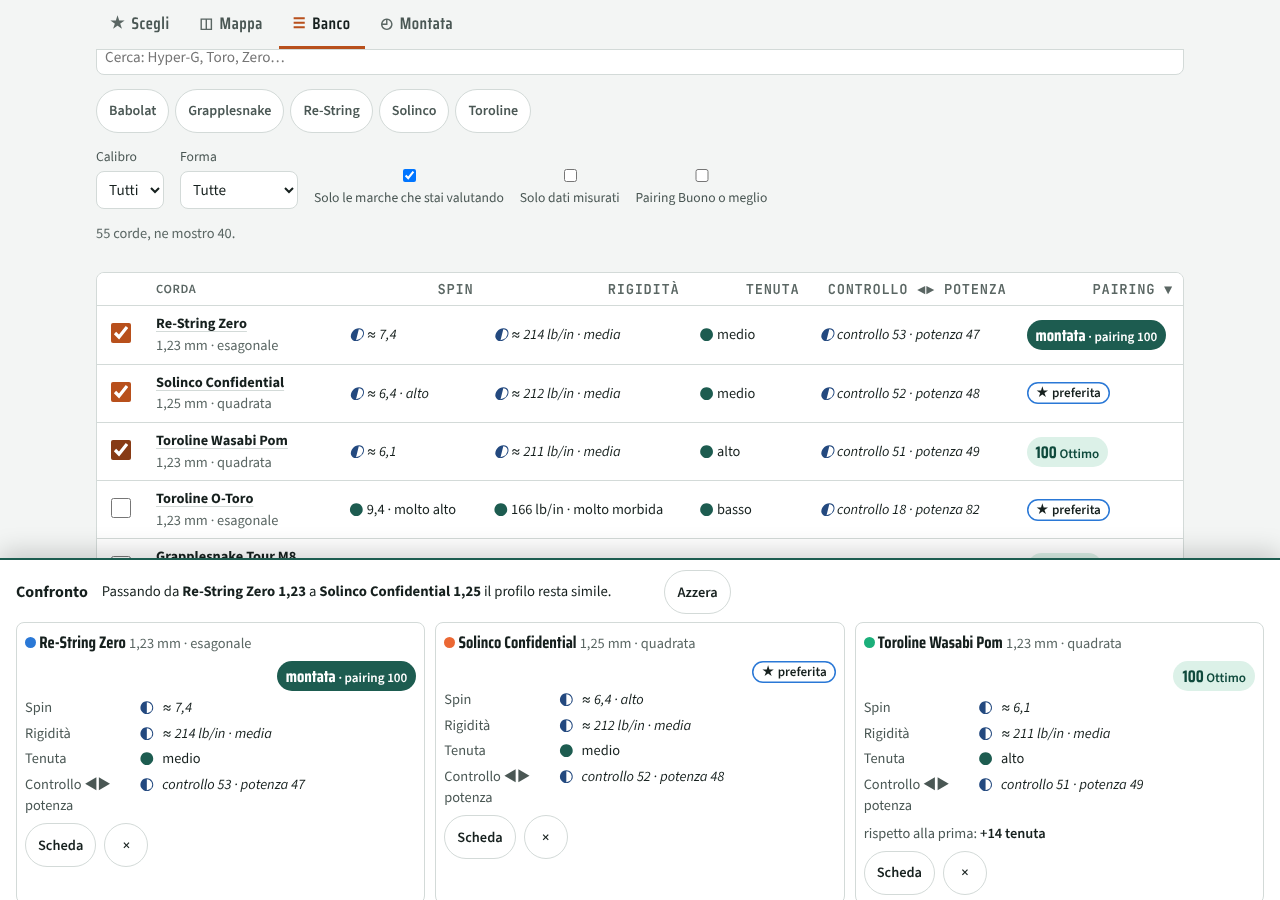 ★ Scegli
Mappa
Banco
Montata
Cerca: Hyper-G, Toro, Zero…
Babolat
Grapplesnake
Re-String
Solinco
Toroline
Calibro
Forma
Tutti
Tutte
Solo le marche che stai valutando
Solo dati misurati
Pairing Buono o meglio
55 corde, ne mostro 40.
CORDA SPIN RIGIDITÀ TENUTA CONTROLLO ◀▶ POTENZA PAIRING ▼
Re-String Zero
1,23 mm · esagonale
≈ 7,4
≈ 214 lb/in · media
medio
controllo 53 · potenza 47
montata · pairing 100
Solinco Confidential
1,25 mm · quadrata
≈ 6,4 · alto
≈ 212 lb/in · media
medio
controllo 52 · potenza 48
★ preferita
Toroline Wasabi Pom
1,23 mm · quadrata
≈ 6,1
≈ 211 lb/in · media
alto
controllo 51 · potenza 49
100 Ottimo
Toroline O-Toro
1,23 mm · esagonale
9,4 · molto alto
166 lb/in · molto morbida
basso
controllo 18 · potenza 82
★ preferita
Grapplesnake Tour M8
Confronto
Passando da Re-String Zero 1,23 a Solinco Confidential 1,25 il profilo resta simile.
Azzera
Re-String Zero 1,23 mm · esagonale
montata · pairing 100
Spin ≈ 7,4
Rigidità ≈ 214 lb/in · media
Tenuta medio
Controllo ◀▶ potenza controllo 53 · potenza 47
Scheda ×
Solinco Confidential 1,25 mm · quadrata
★ preferita
Spin ≈ 6,4 · alto
Rigidità ≈ 212 lb/in · media
Tenuta medio
Controllo ◀▶ potenza controllo 52 · potenza 48
Scheda ×
Toroline Wasabi Pom 1,23 mm · quadrata
100 Ottimo
Spin ≈ 6,1
Rigidità ≈ 211 lb/in · media
Tenuta alto
Controllo ◀▶ potenza controllo 51 · potenza 49
rispetto alla prima: +14 tenuta
Scheda ×